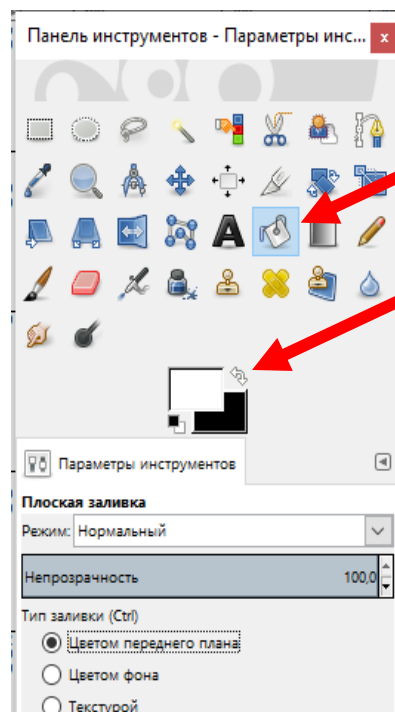 Панель инструментов - Параметры инс... x
A
Параметры инструментов
Плоская заливка
Режим: Нормальный
Непрозрачность 100,0
Тип заливки (Ctrl)
Цветом переднего плана
Цветом фона
Текстурой